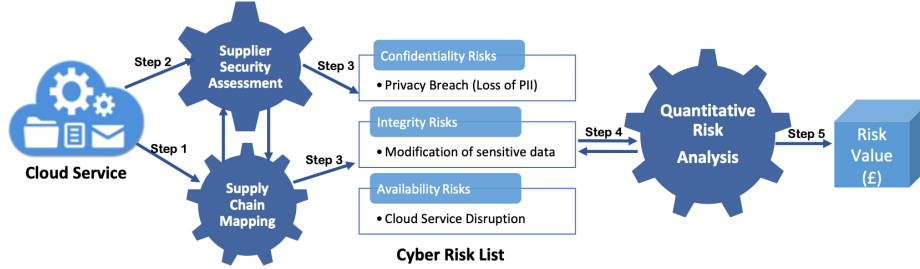 Cloud Service
Step 2
Step 1
Supplier
Security
Assessment
Supply
Chain
Mapping
Step 3
Step 3
Confidentiality Risks
• Privacy Breach (Loss of PII)
Integrity Risks
• Modification of sensitive data
Availability Risks
• Cloud Service Disruption
Cyber Risk List
Step 4
Quantitative
Risk
Analysis
Step 5
Risk
Value
(£)